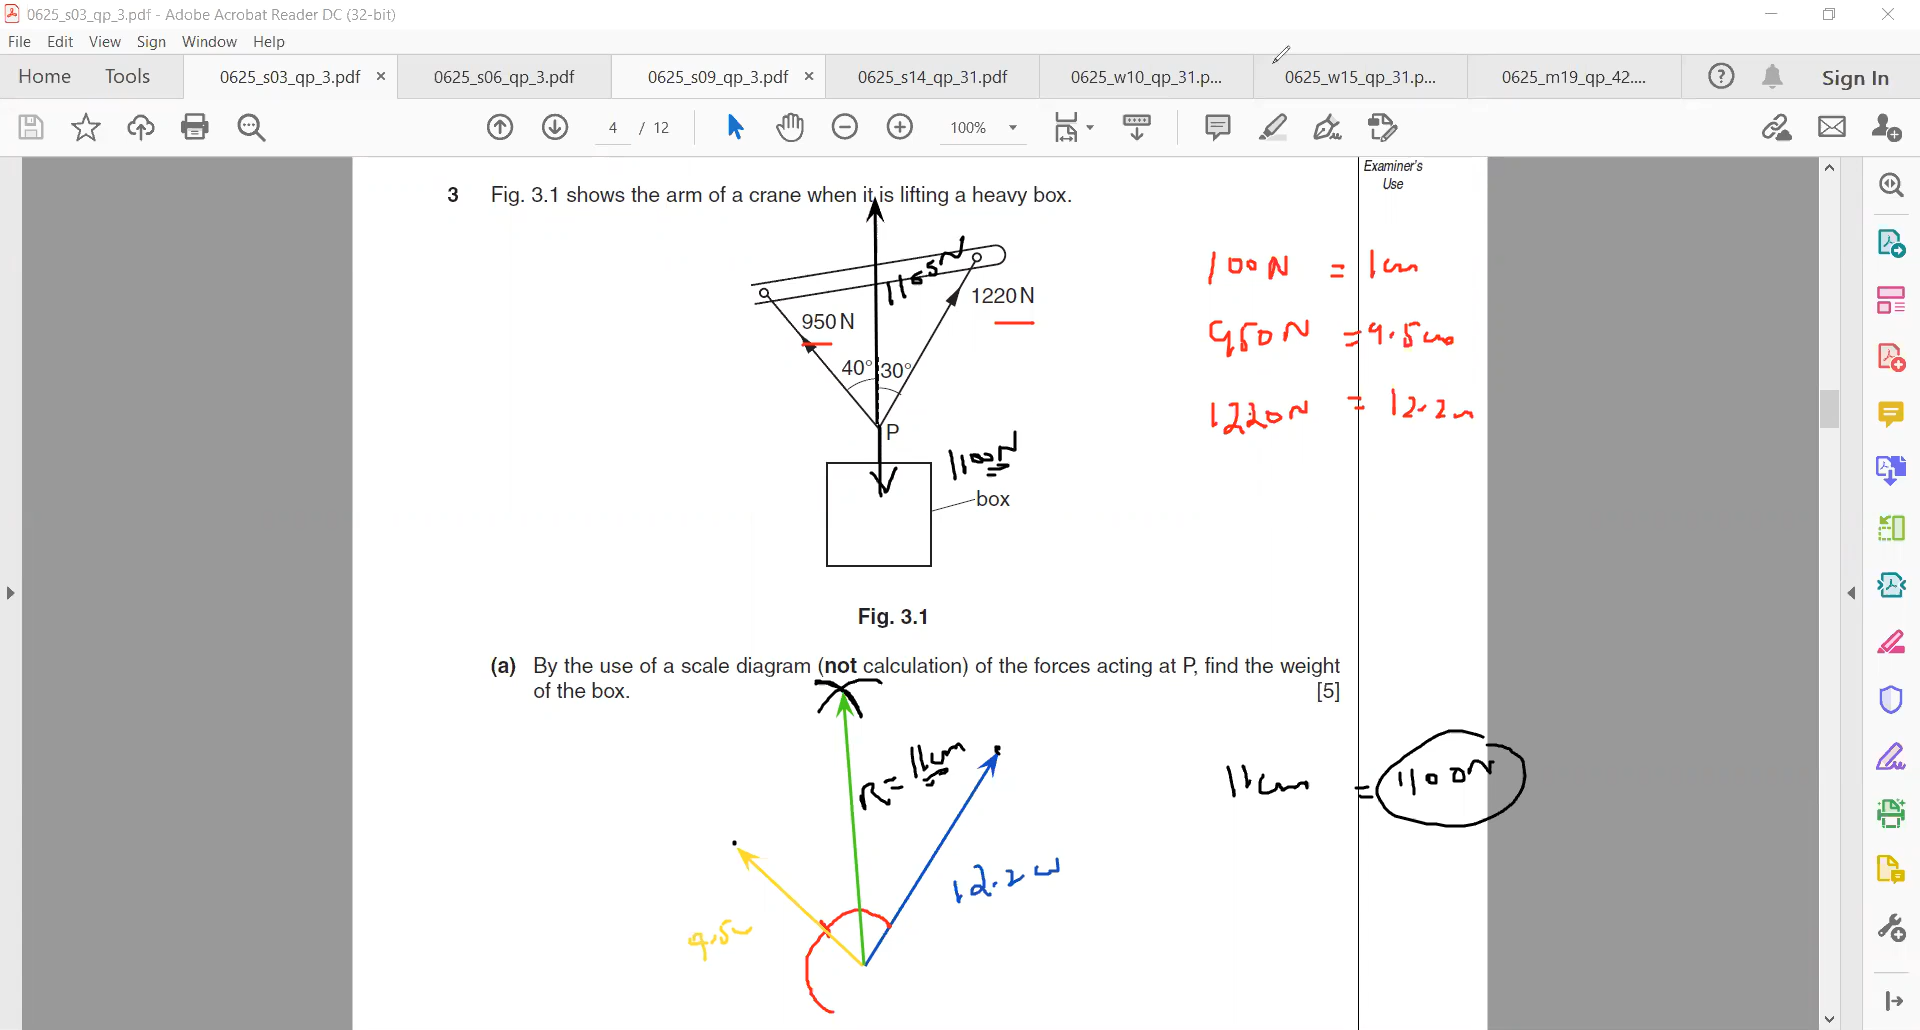 0625_s03_qp_3.pdf - Adobe Acrobat Reader DC (32-bit)
File Edit View Sign Window Help
Home Tools 0625_s03_qp_3.pdf × 0625_s06_qp_3.pdf 0625_s09_qp_3.pdf × 0625_s14_qp_31.pdf 0625_w10_qp_31.p... 0625_w15_qp_31.p... 0625_m19_qp_42.... Sign In
4 / 12 100%
Examiner's
Use
3 Fig. 3.1 shows the arm of a crane when it is lifting a heavy box.
1165N
100N = 1cm
1220 N
950 N
950N = 9.5cm
40° 30°
1220N = 12.2m
P
1100N
box
Fig. 3.1
(a) By the use of a scale diagram (not calculation) of the forces acting at P, find the weight
of the box. [5]
R = 11cm
11cm = 1100N
12.2 cm
9.5cm